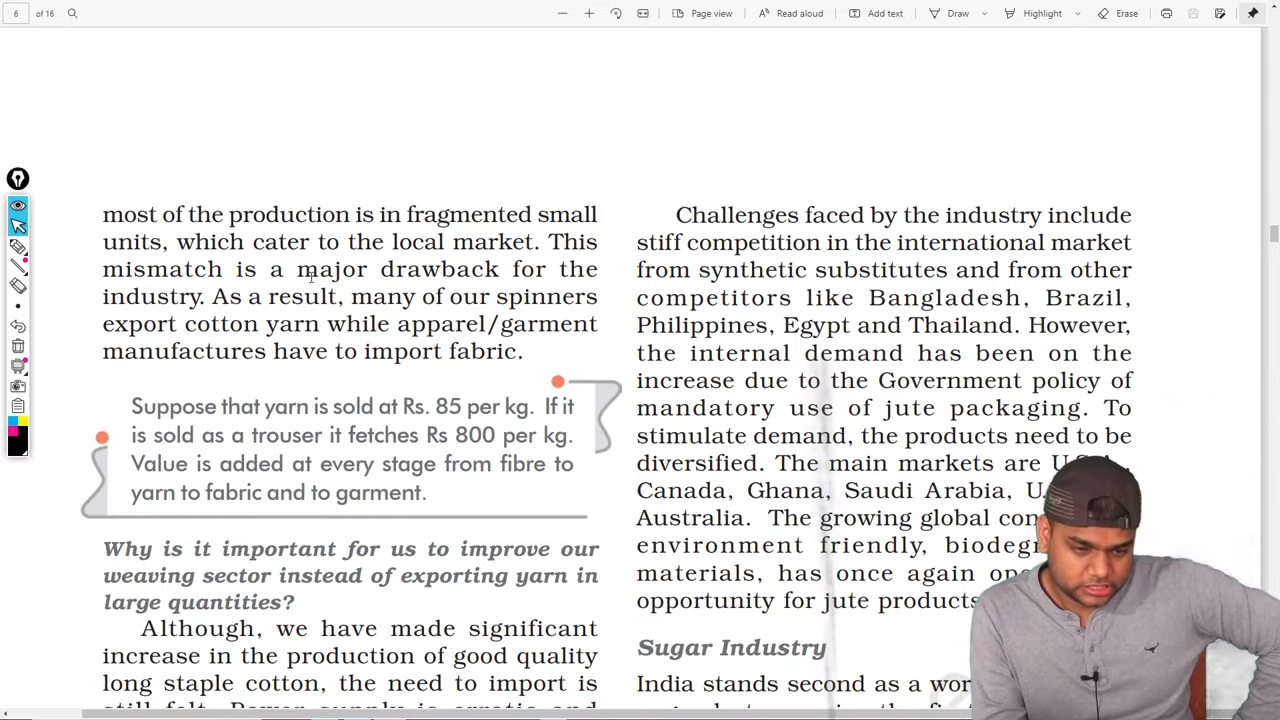 6 of 16 Page view Read aloud Add text Draw Highlight Erase
most of the production is in fragmented small
units, which cater to the local market. This
mismatch is a major drawback for the
industry. As a result, many of our spinners
export cotton yarn while apparel/garment
manufactures have to import fabric.
Suppose that yarn is sold at Rs. 85 per kg. If it
is sold as a trouser it fetches Rs 800 per kg.
Value is added at every stage from fibre to
yarn to fabric and to garment.
Why is it important for us to improve our
weaving sector instead of exporting yarn in
large quantities?
Although, we have made significant
increase in the production of good quality
long staple cotton, the need to import is
still felt. Power supply is erratic and
Challenges faced by the industry include
stiff competition in the international market
from synthetic substitutes and from other
competitors like Bangladesh, Brazil,
Philippines, Egypt and Thailand. However,
the internal demand has been on the
increase due to the Government policy of
mandatory use of jute packaging. To
stimulate demand, the products need to be
diversified. The main markets are
Canada, Ghana, Saudi Arabia,
Australia. The growing global
environment friendly,
materials, has once again
opportunity for jute products
Sugar Industry
India stands second as a